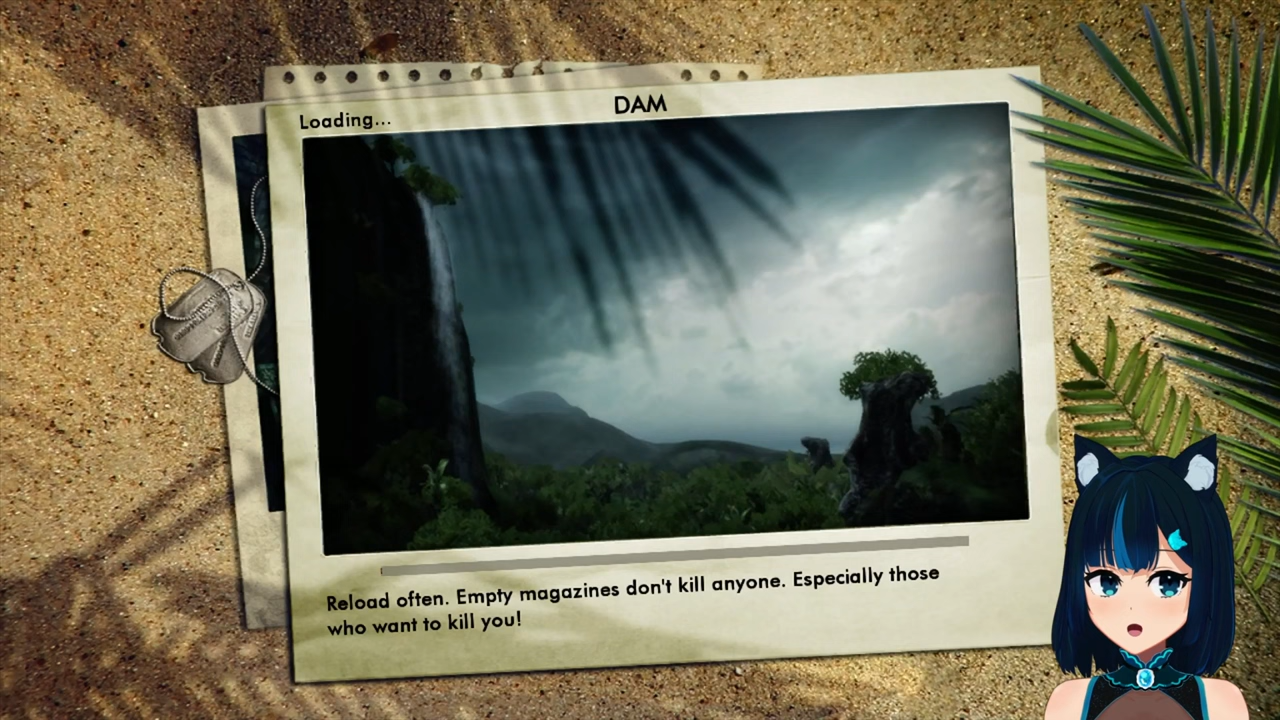 DAM
Loading...
Reload often. Empty magazines don't kill anyone. Especially those
who want to kill you!